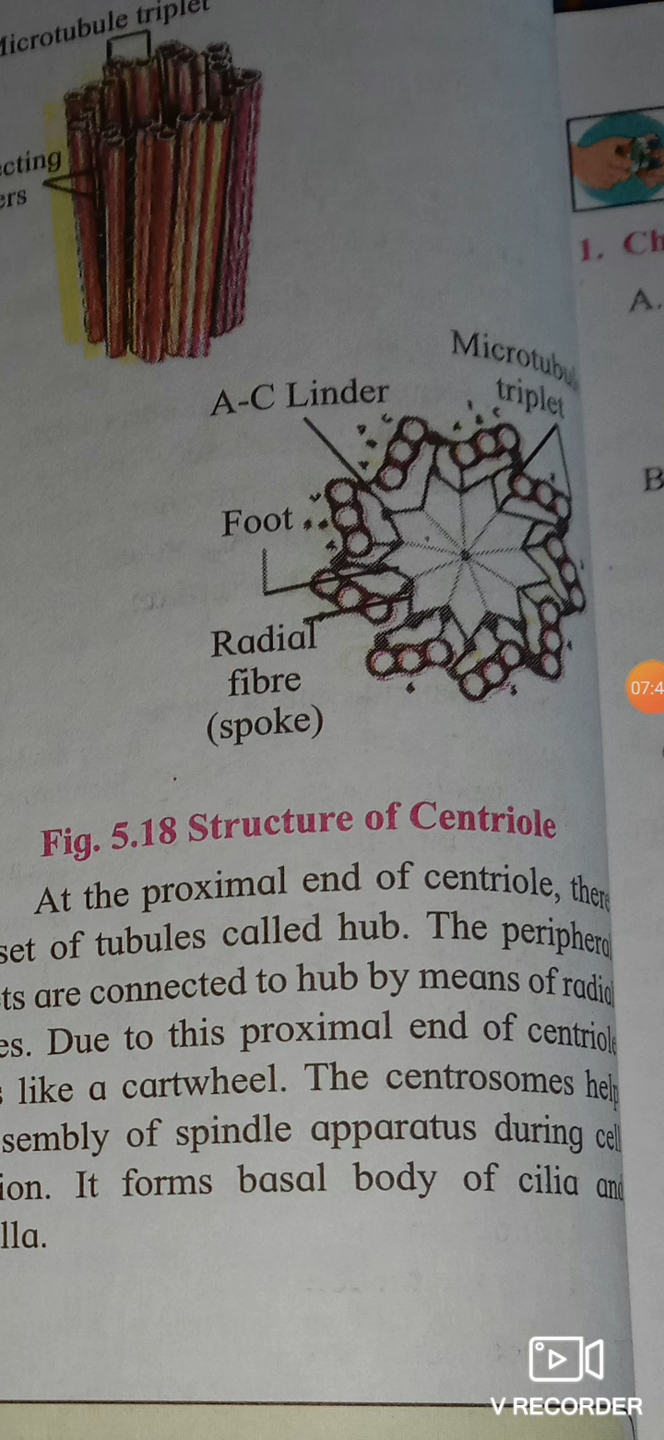 Microtubule triplet
cting
ers
1. Ch
A.
Microtubu
triplet
A-C Linder
B
Foot
Radial
fibre
(spoke)
07:4
Fig. 5.18 Structure of Centriole
At the proximal end of centriole, there
set of tubules called hub. The periphera
ts are connected to hub by means of radia
es. Due to this proximal end of centriole
s like a cartwheel. The centrosomes help
sembly of spindle apparatus during cell
ion. It forms basal body of cilia and
lla.
V RECORDER